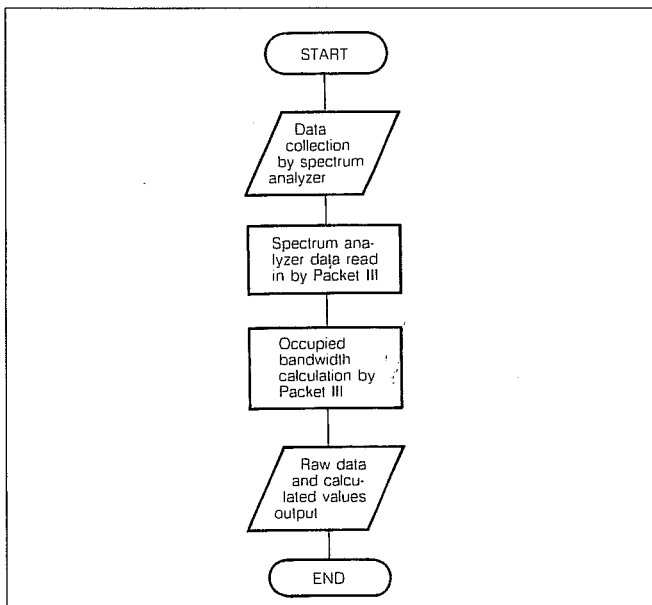 START
Data
collection
by spectrum
analyzer
Spectrum ana-
lyzer data read
in by Packet III
Occupied
bandwidth
calculation by
Packet III
Raw data
and calcu-
lated values
output
END